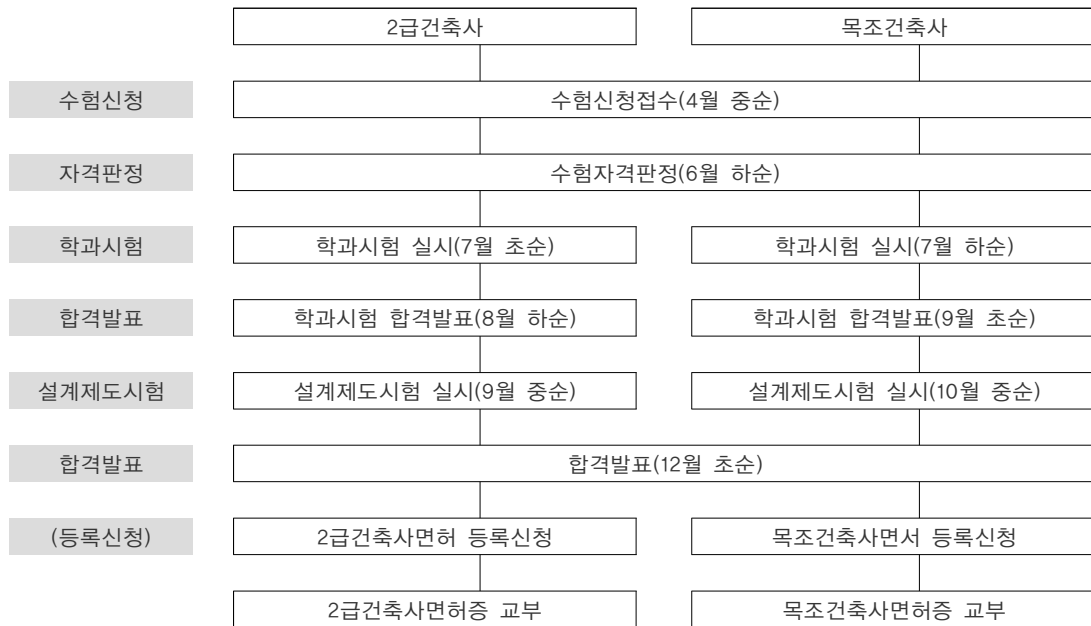 2급건축사 목조건축사
수험신청 수험신청접수(4월 중순)
자격판정 수험자격판정(6월 하순)
학과시험 학과시험 실시(7월 초순) 학과시험 실시(7월 하순)
합격발표 학과시험 합격발표(8월 하순) 학과시험 합격발표(9월 초순)
설계제도시험 설계제도시험 실시(9월 중순) 설계제도시험 실시(10월 중순)
합격발표 합격발표(12월 초순)
(등록신청) 2급건축사면허 등록신청 목조건축사면서 등록신청
2급건축사면허증 교부 목조건축사면허증 교부